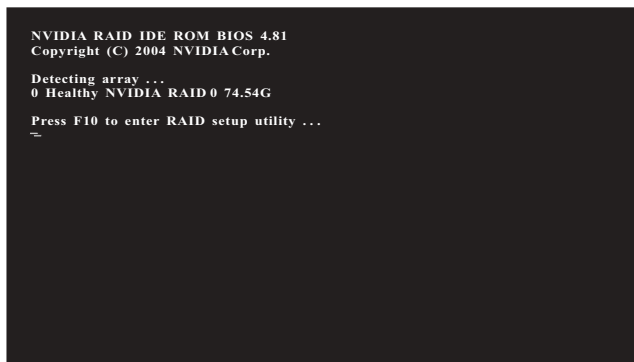 NVIDIA RAID IDE ROM BIOS 4.81
Copyright (C) 2004 NVIDIA Corp.
Detecting array ...
0 Healthy NVIDIA RAID 0 74.54G
Press F10 to enter RAID setup utility ...